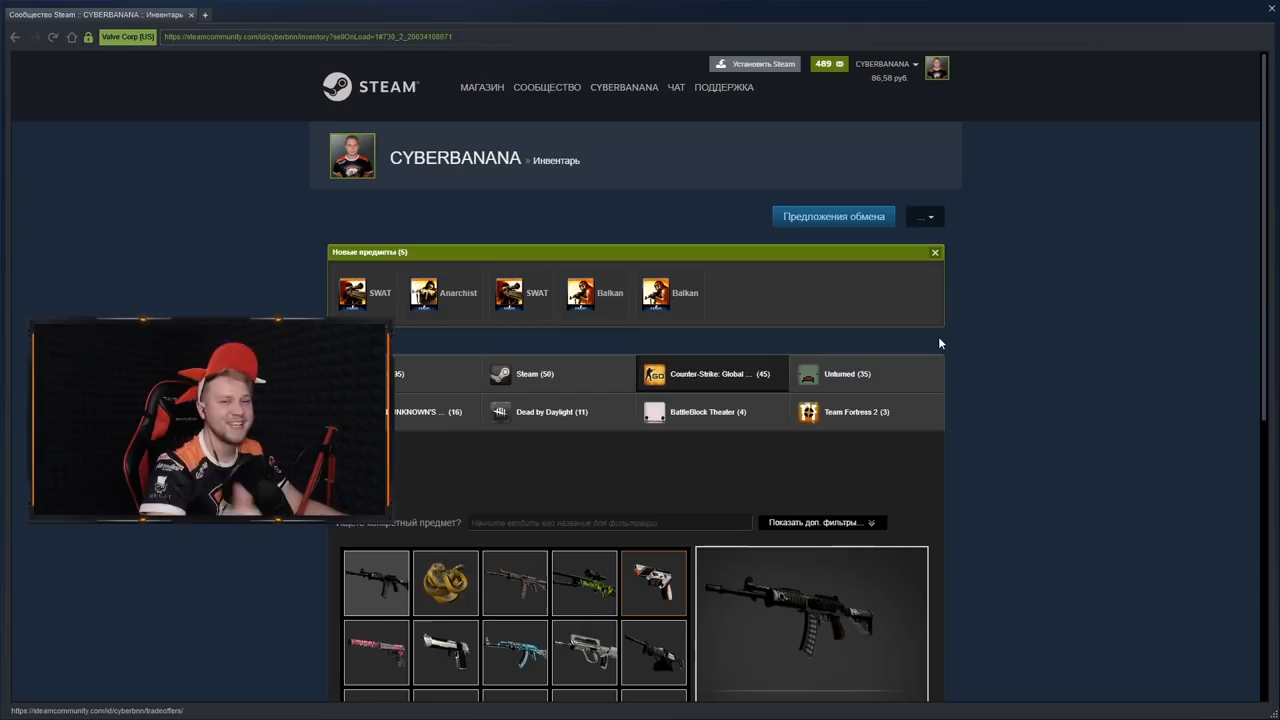 Сообщество Steam :: CYBERBANANA :: Инвентарь
Valve Corp [US]
https://steamcommunity.com/id/cyberbnn/inventory?sellOnLoad=1#730_2_20034108071
Установить Steam
489
CYBERBANANA
86,58 руб.
STEAM
МАГАЗИН СООБЩЕСТВО CYBERBANANA ЧАТ ПОДДЕРЖКА
CYBERBANANA » Инвентарь
Предложения обмена
...
Новые предметы (5)
SWAT Anarchist SWAT Balkan Balkan
95)
Steam (50)
Counter-Strike: Global ... (45)
Unturned (35)
UNKNOWN'S ... (16)
Dead by Daylight (11)
BattleBlock Theater (4)
Team Fortress 2 (3)
Ищете конкретный предмет?
Начните вводить его название для фильтрации
Показать доп. фильтры...
https://steamcommunity.com/id/cyberbnn/tradeoffers/